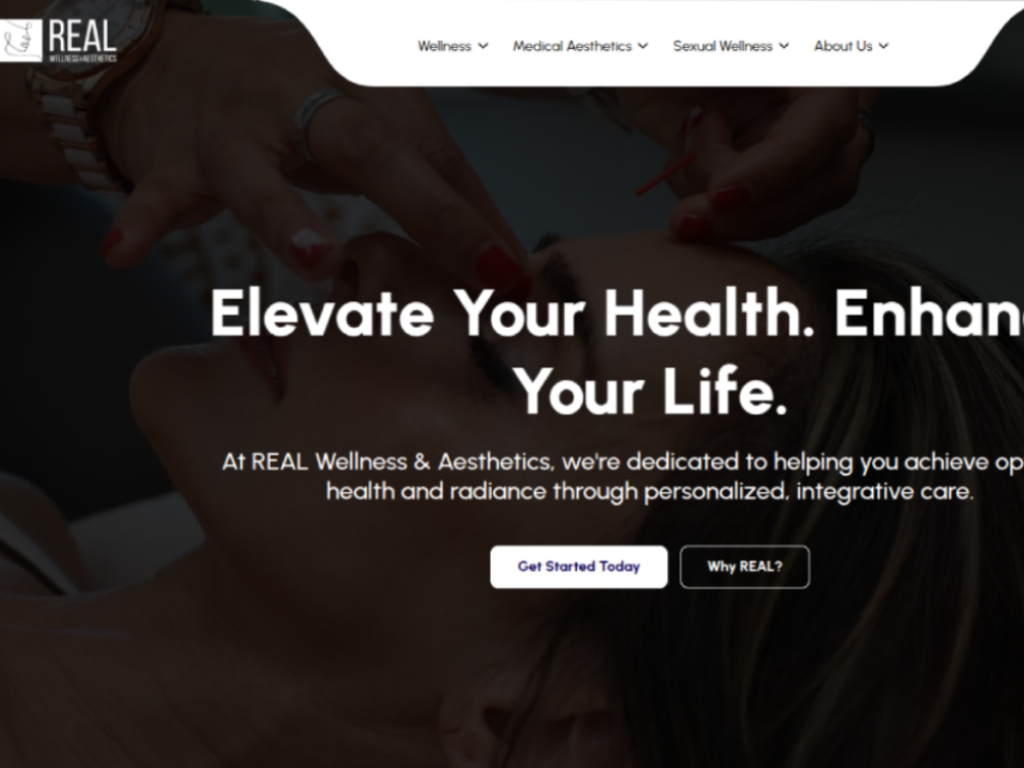 REAL
WELLNESS & AESTHETICS
Wellness
Medical Aesthetics
Sexual Wellness
About Us
Elevate Your Health. Enhan
Your Life.
At REAL Wellness & Aesthetics, we're dedicated to helping you achieve op
health and radiance through personalized, integrative care.
Get Started Today
Why REAL?